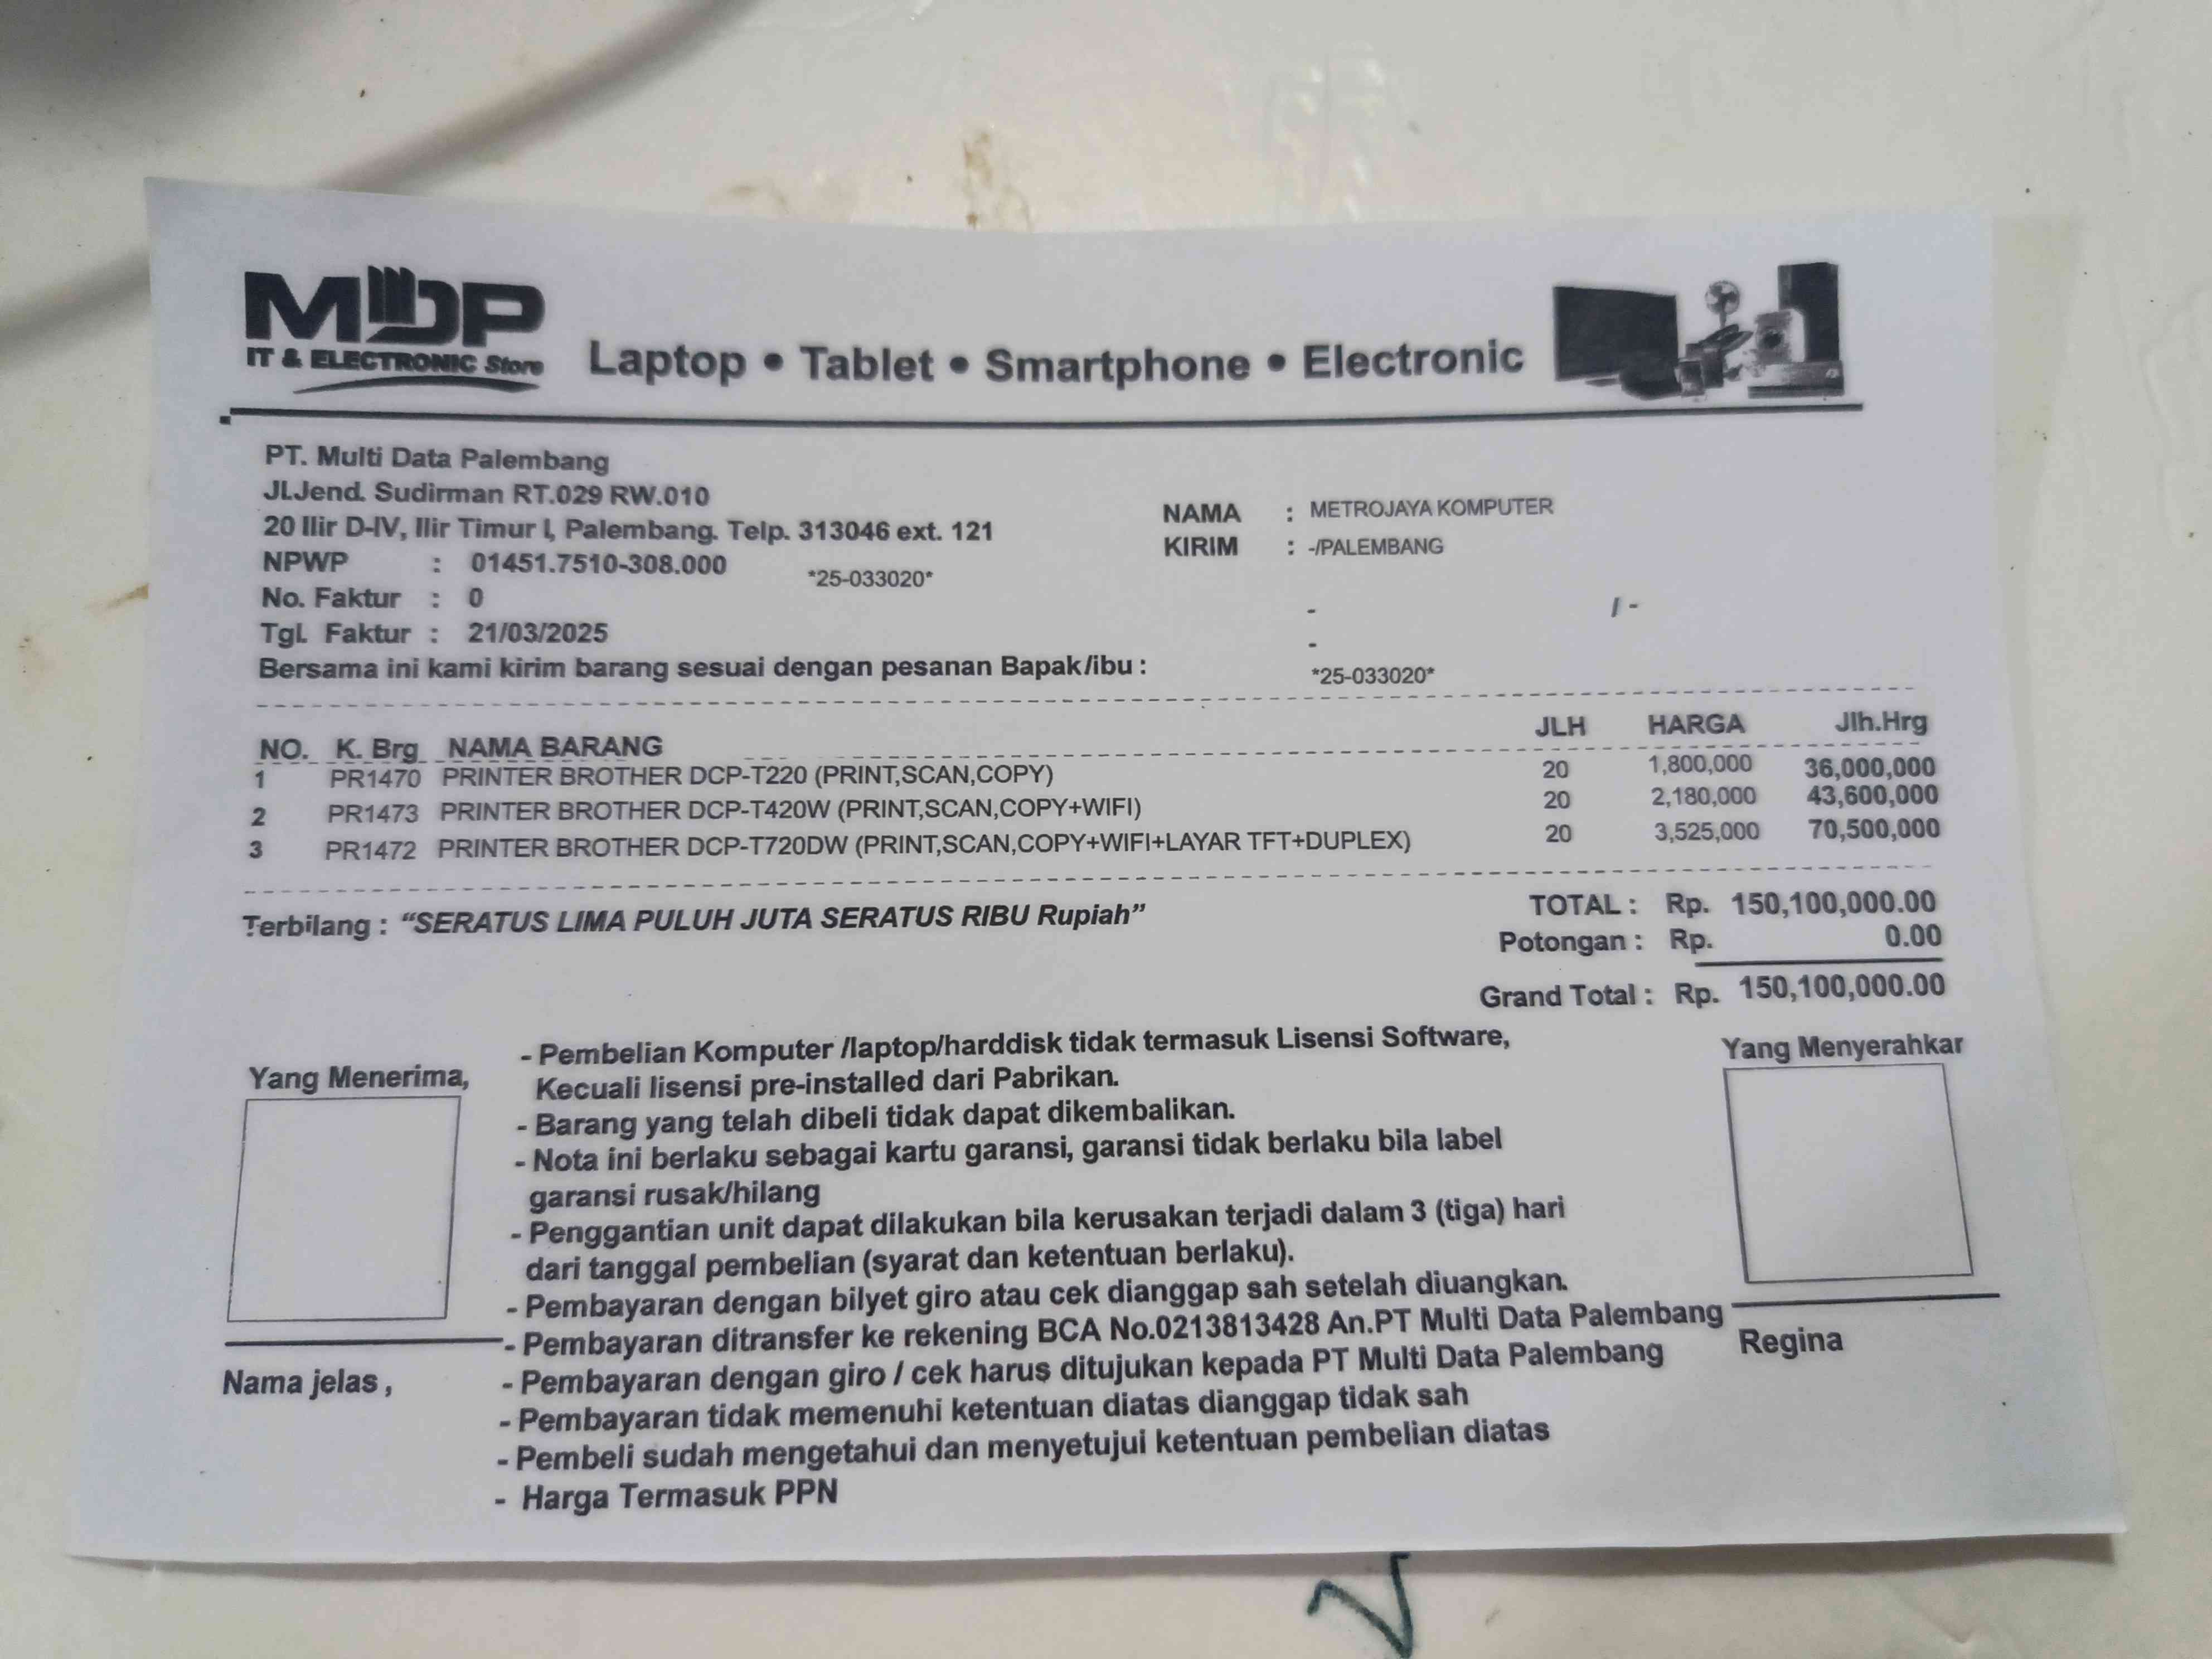 MDP
IT & ELECTRONIC Store
Laptop • Tablet • Smartphone • Electronic
PT. Multi Data Palembang
Jl.Jend. Sudirman RT.029 RW.010
20 Ilir D-IV, Ilir Timur I, Palembang. Telp. 313046 ext. 121
NPWP : 01451.7510-308.000 *25-033020*
No. Faktur : 0
Tgl. Faktur : 21/03/2025
Bersama ini kami kirim barang sesuai dengan pesanan Bapak/ibu :
NAMA : METROJAYA KOMPUTER
KIRIM : -/PALEMBANG
- / -
-
*25-033020*
NO. K. Brg NAMA BARANG JLH HARGA Jlh.Hrg
1 PR1470 PRINTER BROTHER DCP-T220 (PRINT,SCAN,COPY) 20 1,800,000 36,000,000
2 PR1473 PRINTER BROTHER DCP-T420W (PRINT,SCAN,COPY+WIFI) 20 2,180,000 43,600,000
3 PR1472 PRINTER BROTHER DCP-T720DW (PRINT,SCAN,COPY+WIFI+LAYAR TFT+DUPLEX) 20 3,525,000 70,500,000
Terbilang : “SERATUS LIMA PULUH JUTA SERATUS RIBU Rupiah”
TOTAL : Rp. 150,100,000.00
Potongan : Rp. 0.00
Grand Total : Rp. 150,100,000.00
Yang Menerima,
Nama jelas ,
- Pembelian Komputer /laptop/harddisk tidak termasuk Lisensi Software,
Kecuali lisensi pre-installed dari Pabrikan.
- Barang yang telah dibeli tidak dapat dikembalikan.
- Nota ini berlaku sebagai kartu garansi, garansi tidak berlaku bila label
garansi rusak/hilang
- Penggantian unit dapat dilakukan bila kerusakan terjadi dalam 3 (tiga) hari
dari tanggal pembelian (syarat dan ketentuan berlaku).
- Pembayaran dengan bilyet giro atau cek dianggap sah setelah diuangkan.
- Pembayaran ditransfer ke rekening BCA No.0213813428 An.PT Multi Data Palembang
- Pembayaran dengan giro / cek harus ditujukan kepada PT Multi Data Palembang
- Pembayaran tidak memenuhi ketentuan diatas dianggap tidak sah
- Pembeli sudah mengetahui dan menyetujui ketentuan pembelian diatas
- Harga Termasuk PPN
Yang Menyerahkar
Regina